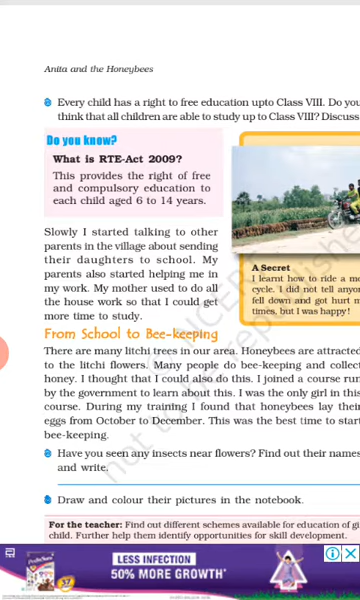 Anita and the Honeybees
Every child has a right to free education upto Class VIII. Do you
think that all children are able to study up to Class VIII? Discuss
Do you know?
What is RTE-Act 2009?
This provides the right of free
and compulsory education to
each child aged 6 to 14 years.
Slowly I started talking to other
parents in the village about sending
their daughters to school. My
parents also started helping me in
my work. My mother used to do all
the house work so that I could get
more time to study.
A Secret
I learnt how to ride a mo
cycle. I did not tell anyon
fell down and got hurt m
times, but I was happy!
From School to Bee-keeping
There are many litchi trees in our area. Honeybees are attracted
to the litchi flowers. Many people do bee-keeping and collect
honey. I thought that I could also do this. I joined a course run
by the government to learn about this. I was the only girl in this
course. During my training I found that honeybees lay their
eggs from October to December. This was the best time to start
bee-keeping.
Have you seen any insects near flowers? Find out their names
and write.
Draw and colour their pictures in the notebook.
For the teacher: Find out different schemes available for education of gi
child. Further help them identify opportunities for skill development.
LESS INFECTION
50% MORE GROWTH*